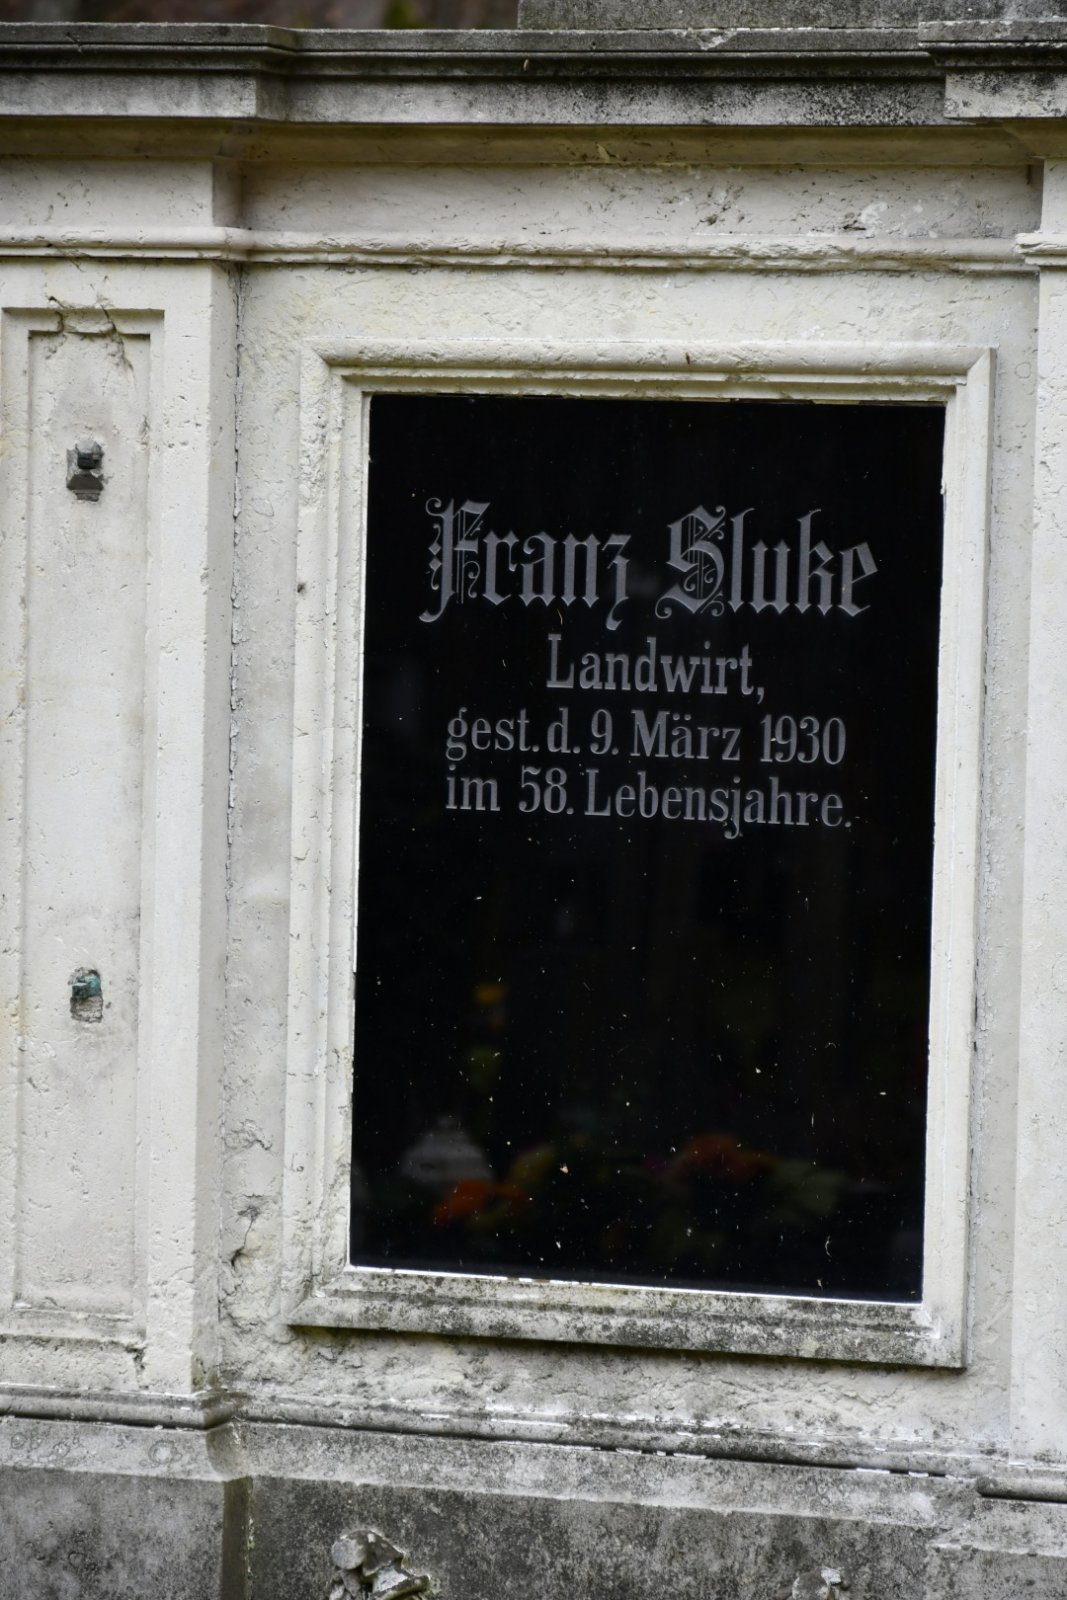 Franz Sluke
Landwirt,
gest. d. 9. März 1930
im 58. Lebensjahre.